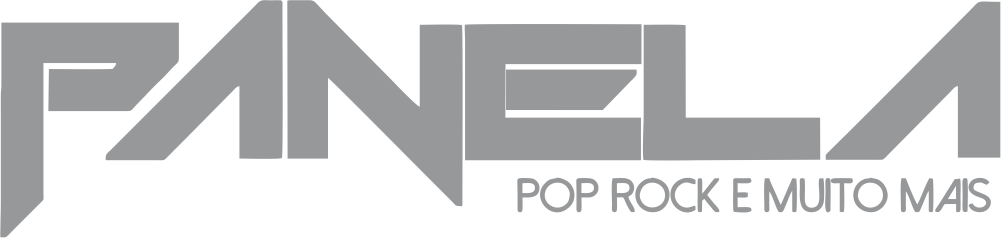 PANELA
POP ROCK E MUITO MAIS